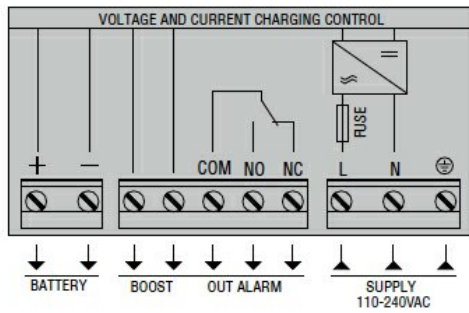 VOLTAGE AND CURRENT CHARGING CONTROL
FUSE
+ − COM NO NC L N
BATTERY BOOST OUT ALARM SUPPLY
110-240VAC